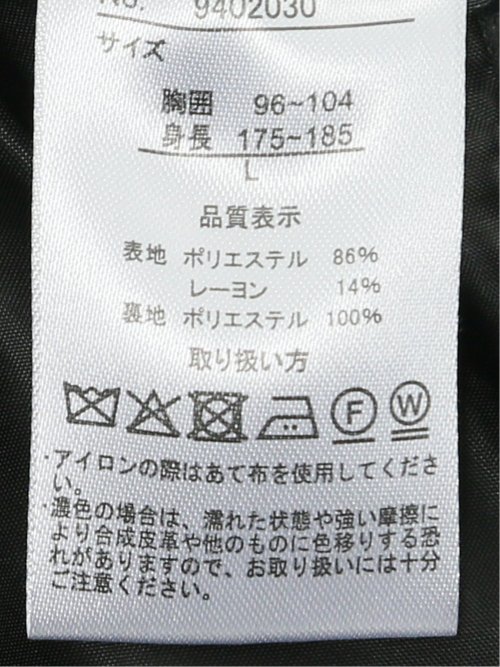 No. 9402030
サイズ
胸囲 96~104
身長 175~185
L
品質表示
表地 ポリエステル 86%
レーヨン 14%
裏地 ポリエステル 100%
取り扱い方
F W
・アイロンの際はあて布を使用してくださ
い。
・濃色の場合は、濡れた状態や強い摩擦に
より合成皮革や他のものに色移りする恐
れがありますので、お取り扱いには十分
ご注意ください。